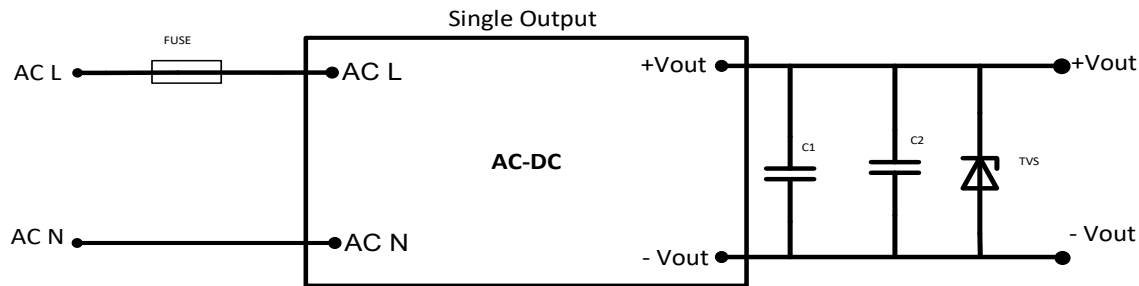 Single Output
FUSE
AC L
AC L
+Vout
+Vout
C1
C2
AC-DC
TVS
AC N
AC N
- Vout
- Vout